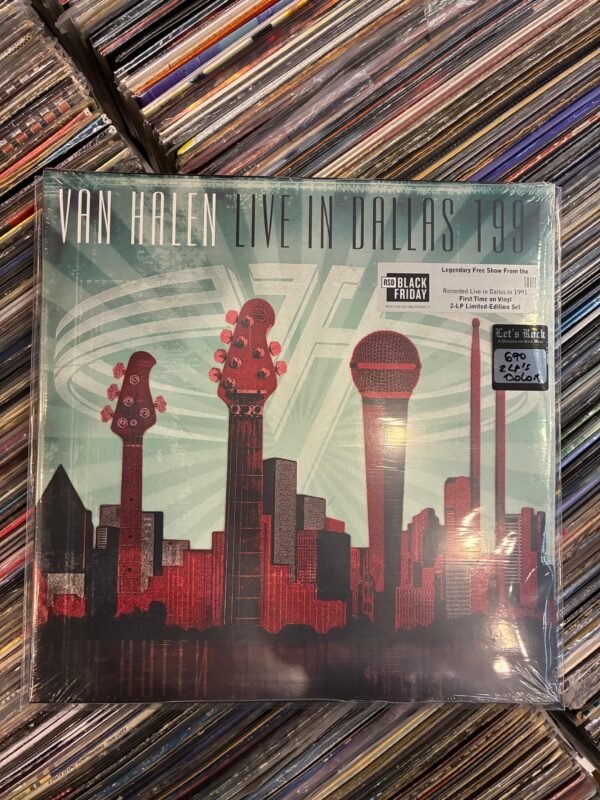 VAN HALEN LIVE IN DALLAS 199
Legendary Free Show From the
RSD BLACK
FRIDAY
Recorded Live in Dallas in 1991
First Time on Vinyl
2-LP Limited-Edition Set
Let's Rock
690
2 LP's
COLOR